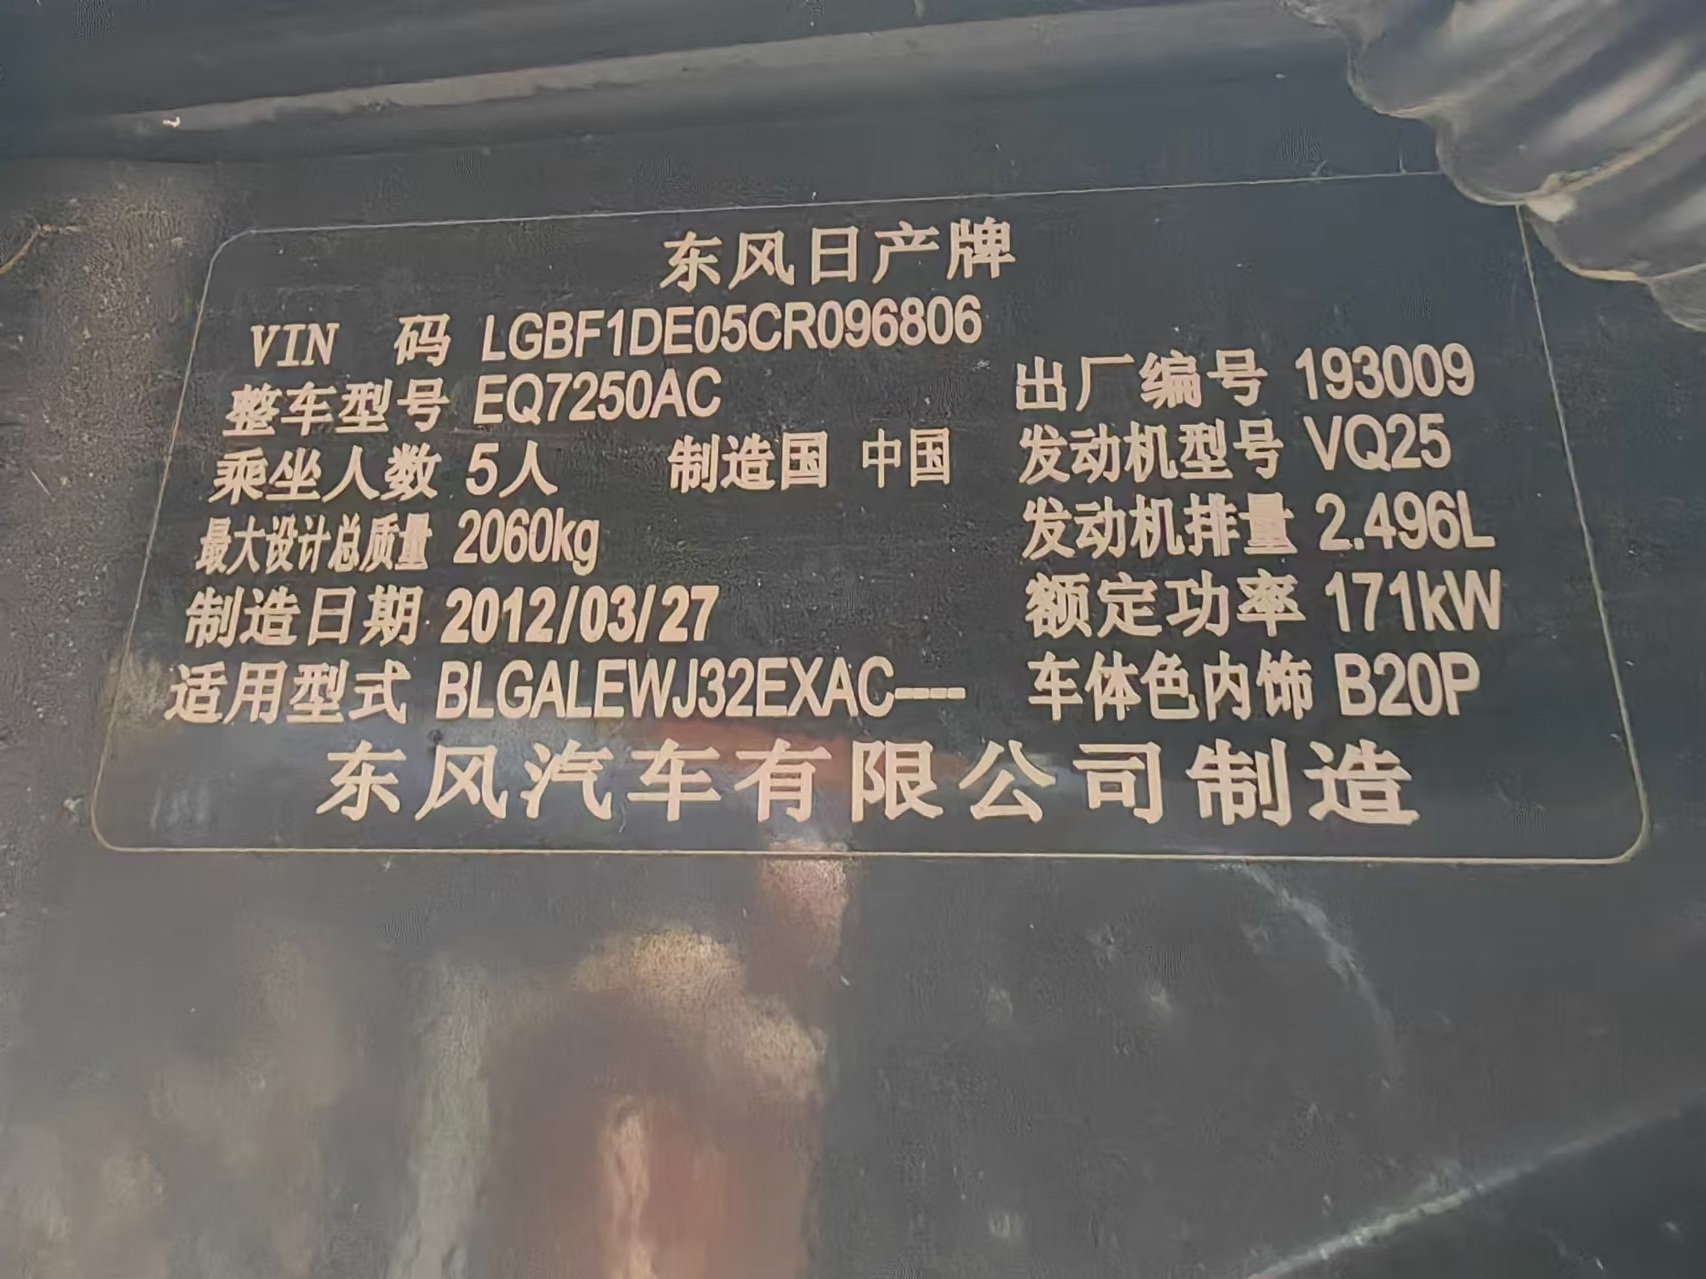 东风日产牌
VIN 码 LGBF1DE05CR096806
整车型号 EQ7250AC 出厂编号 193009
乘坐人数 5人 制造国 中国 发动机型号 VQ25
最大设计总质量 2060kg 发动机排量 2.496L
制造日期 2012/03/27 额定功率 171kW
适用型式 BLGALEWJ32EXAC---- 车体色内饰 B20P
东风汽车有限公司制造